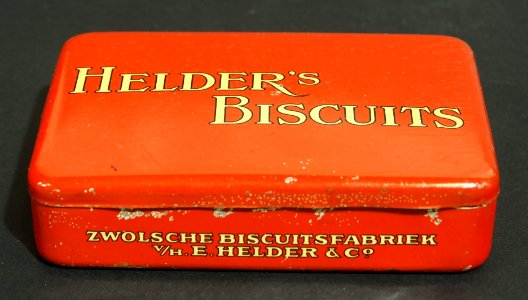 HELDER'S
BISCUITS
ZWOLSCHE BISCUITSFABRIEK
V/H. E. HELDER & Co